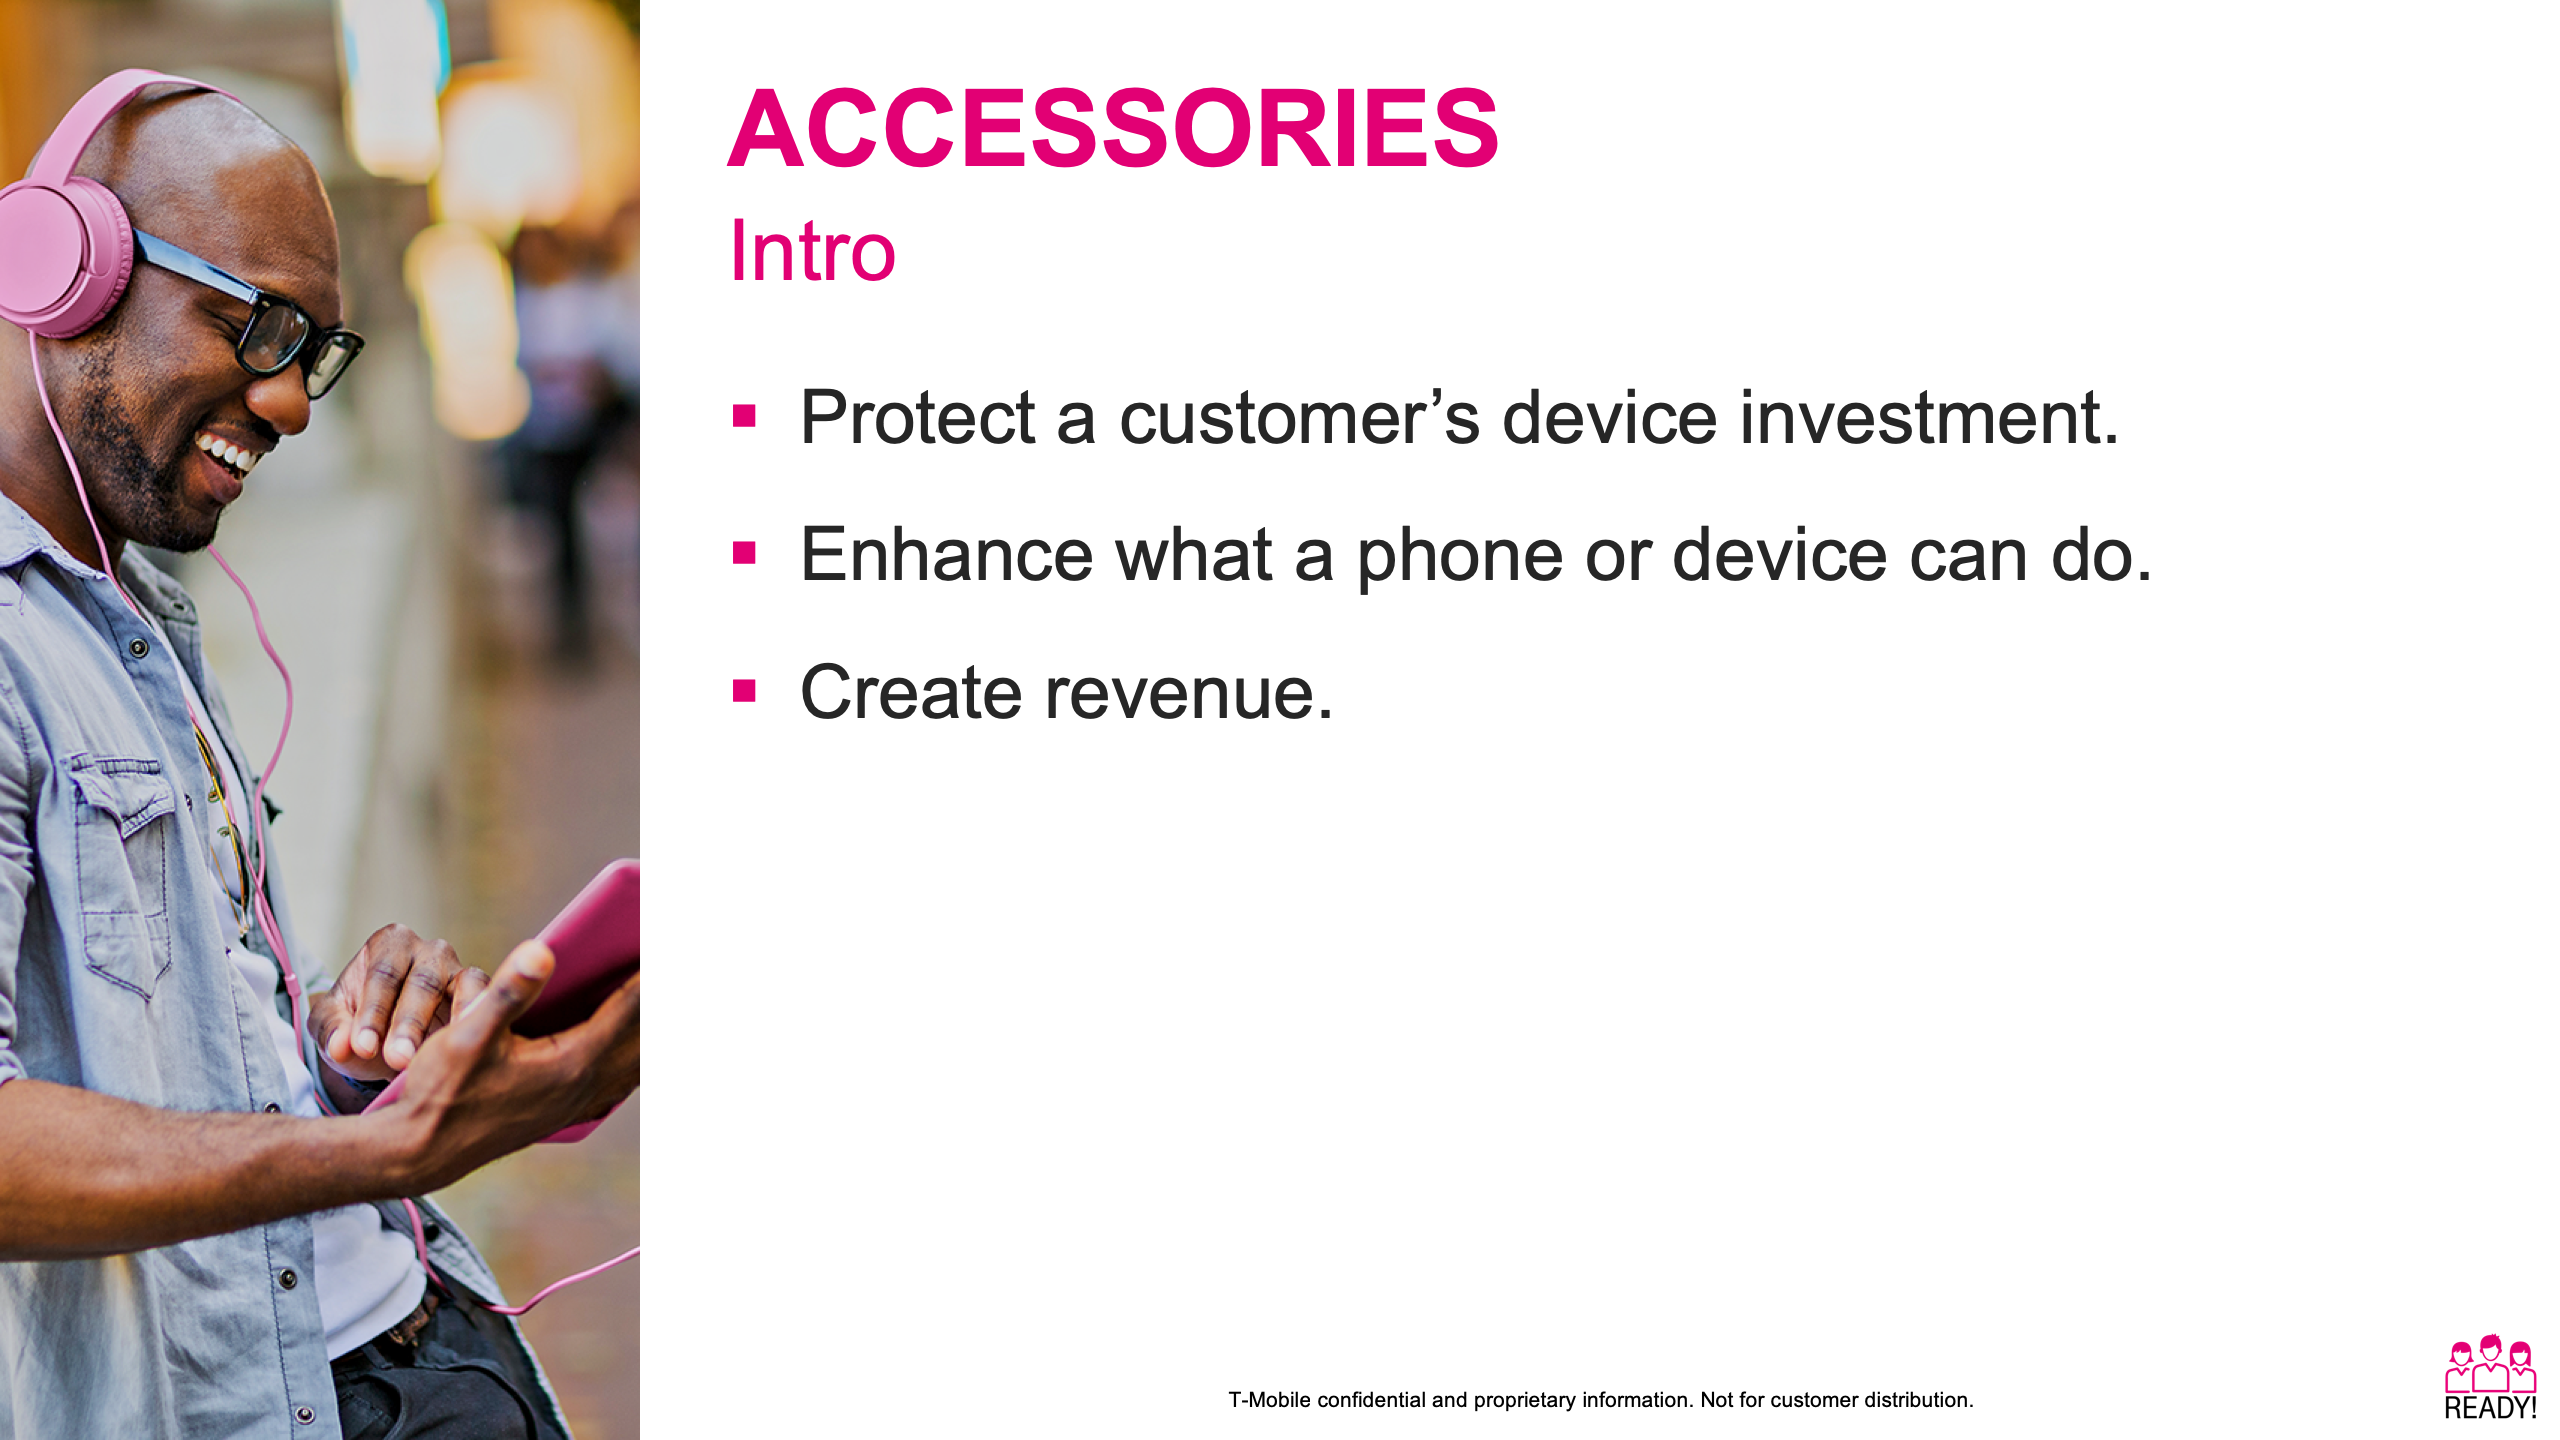 ACCESSORIES
Intro
▪ Protect a customer’s device investment.
▪ Enhance what a phone or device can do.
▪ Create revenue.
T-Mobile confidential and proprietary information. Not for customer distribution.
READY!